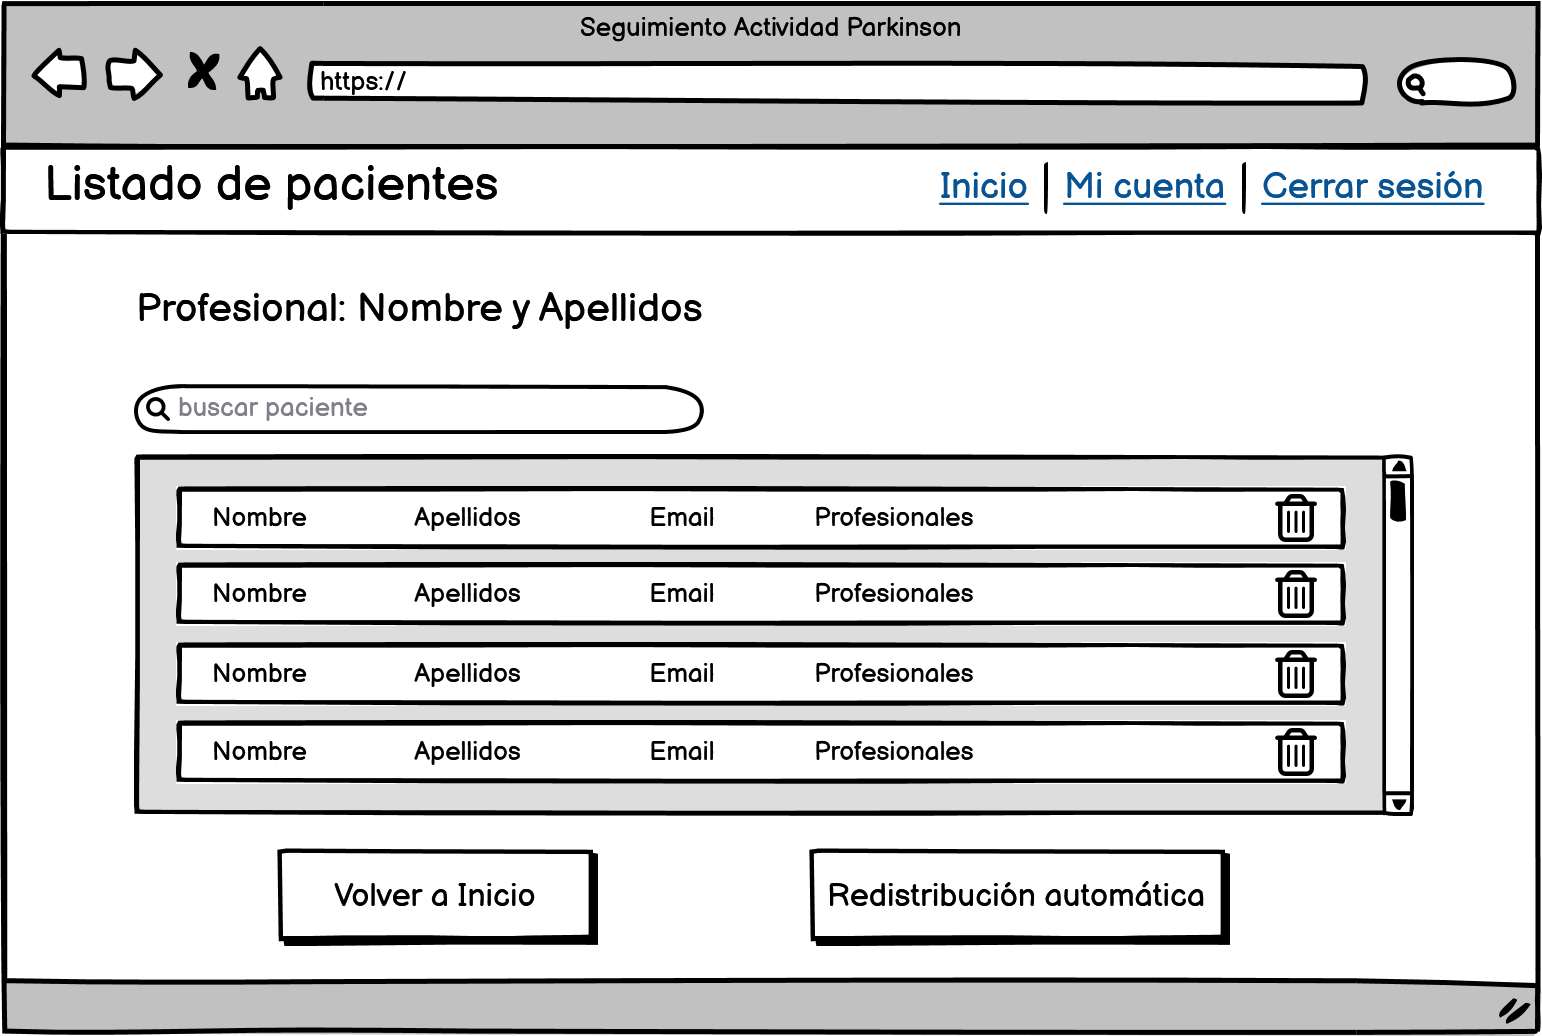 Seguimiento Actividad Parkinson
https://
Listado de pacientes
Inicio
Mi cuenta
Cerrar sesión
Profesional: Nombre y Apellidos
buscar paciente
Nombre Apellidos Email Profesionales
Nombre Apellidos Email Profesionales
Nombre Apellidos Email Profesionales
Nombre Apellidos Email Profesionales
Volver a Inicio
Redistribución automática